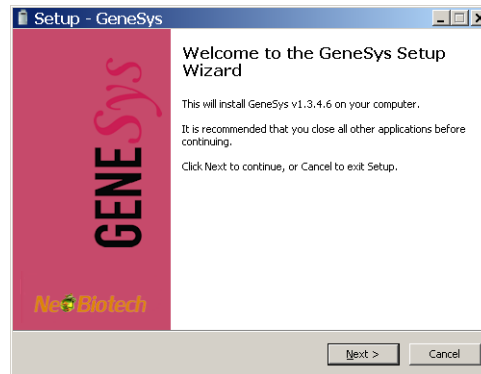 Setup - GeneSys
GENESys
NeoBiotech
Welcome to the GeneSys Setup
Wizard
This will install GeneSys v1.3.4.6 on your computer.
It is recommended that you close all other applications before
continuing.
Click Next to continue, or Cancel to exit Setup.
Next >
Cancel